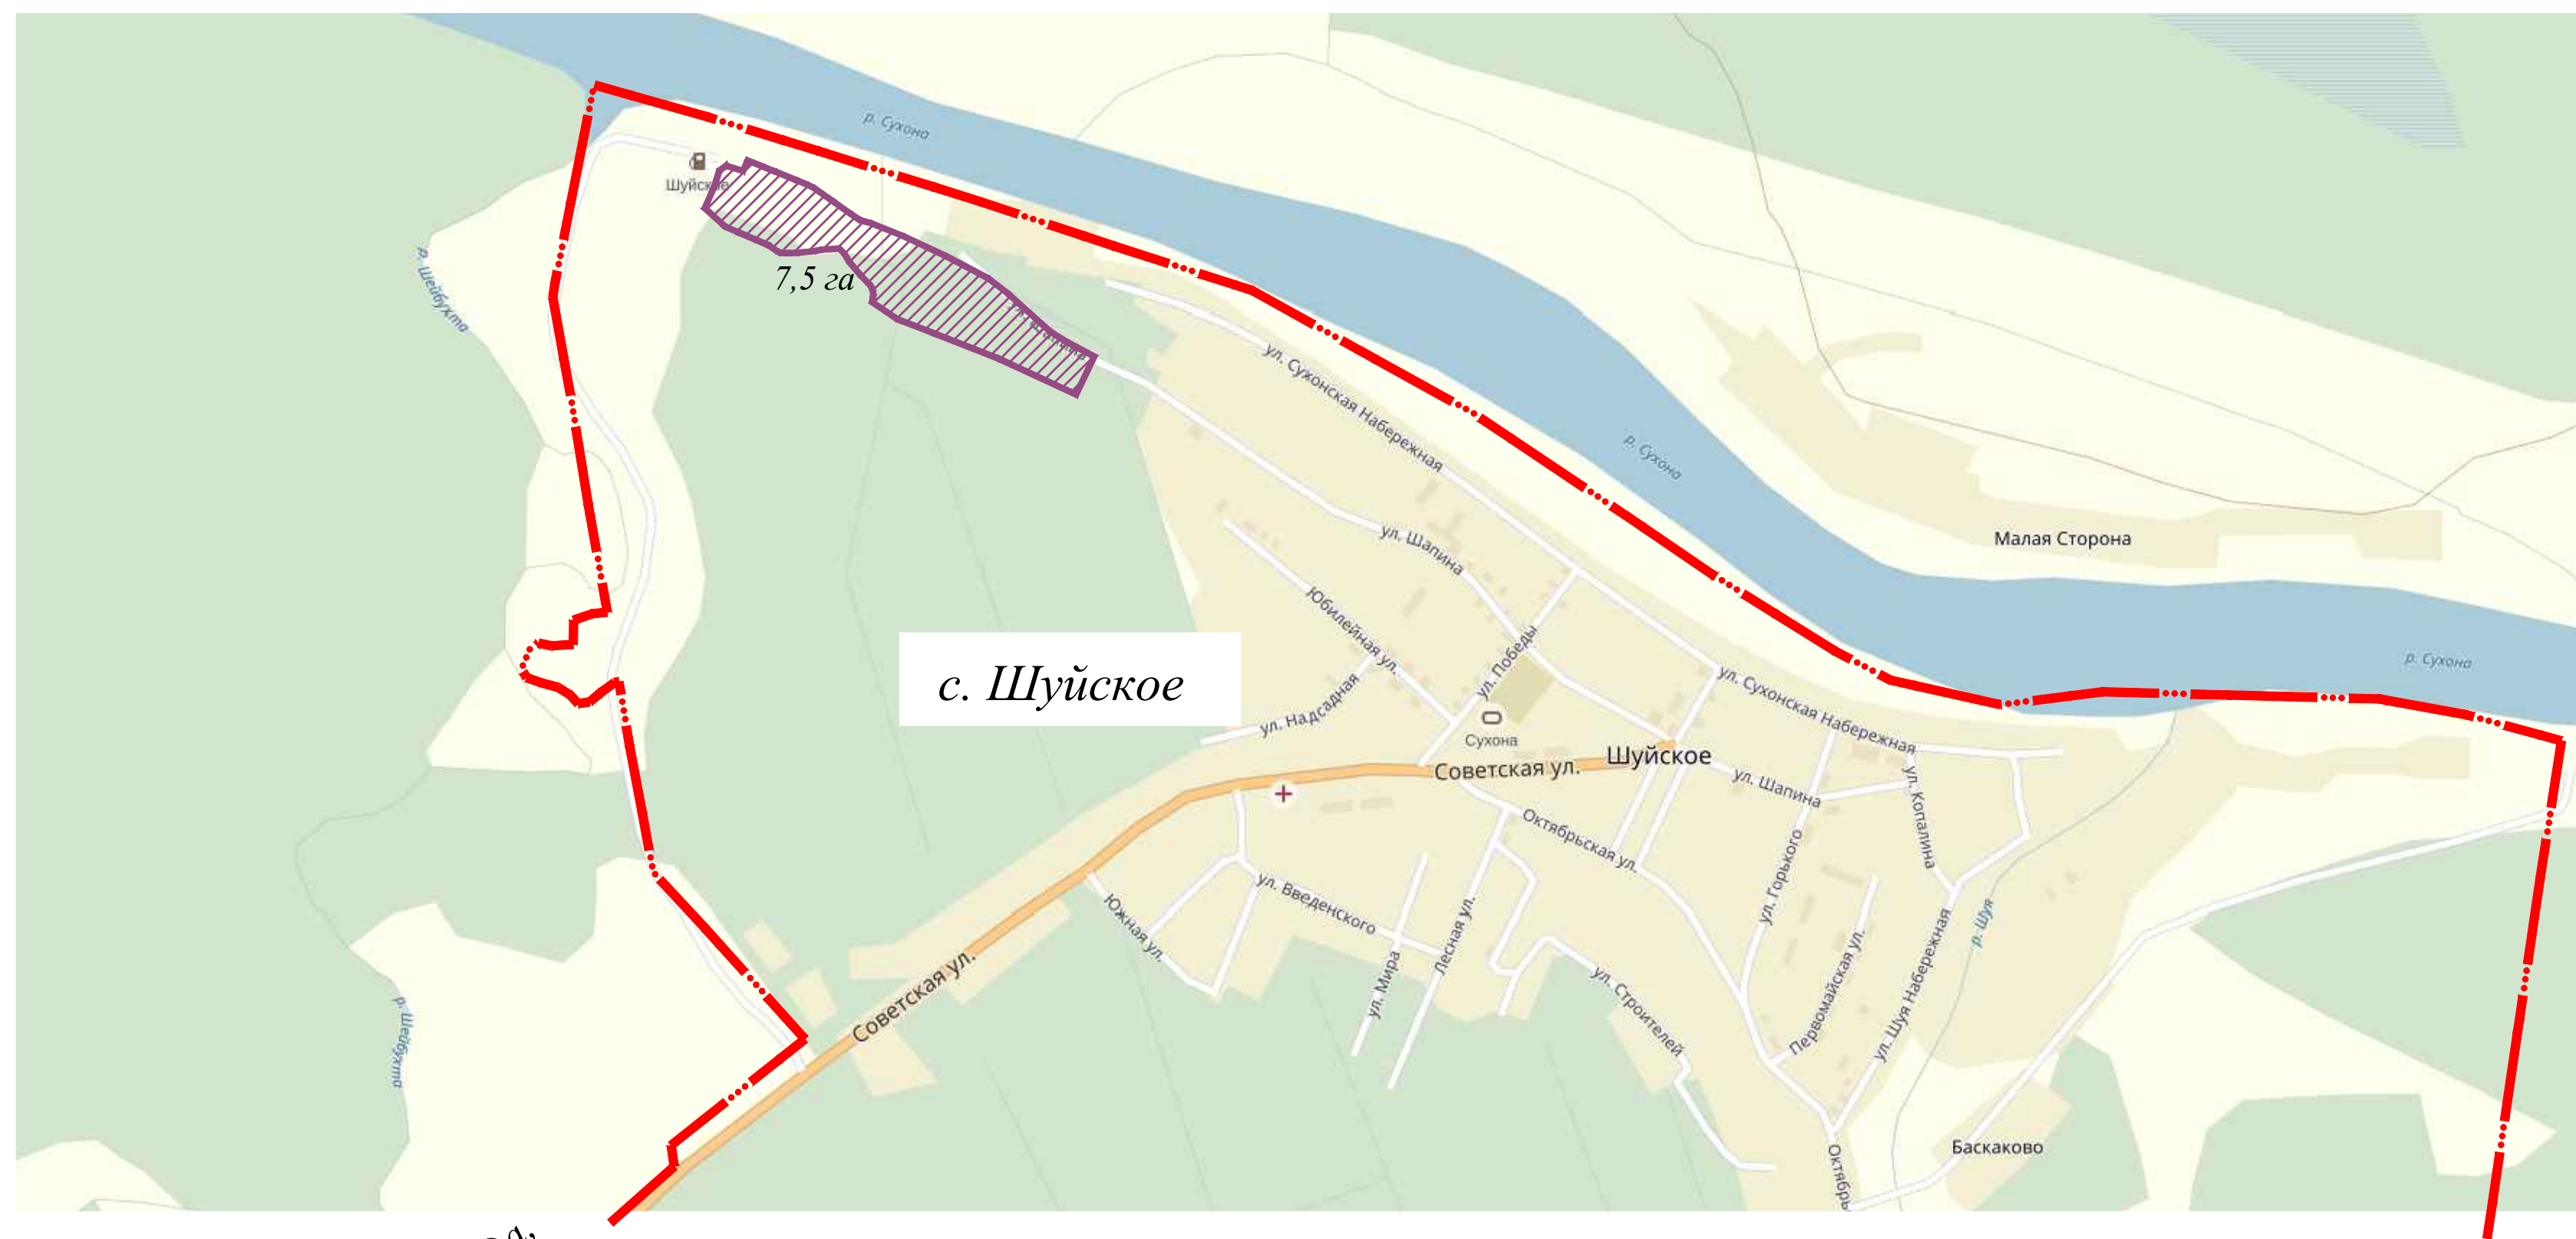 р. Сухона
Шуйское
р. Шейбухта
7,5 га
ул. Сухонская Набережная
р. Сухона
Малая Сторона
ул. Шапина
Юбилейная ул.
ул. Победы
с. Шуйское
р. Сухона
ул. Надсадная
ул. Сухонская Набережная
Сухона
Шуйское
Советская ул.
ул. Шапина
ул. Копалина
Октябрьская ул.
ул. Горького
ул. Введенского
Южная ул.
Лесная ул.
р. Шуя
ул. Мира
Первомайская ул.
ул. Шуя Набережная
ул. Строителей
Советская ул.
р. Шейбухта
Баскаково
Октябрь